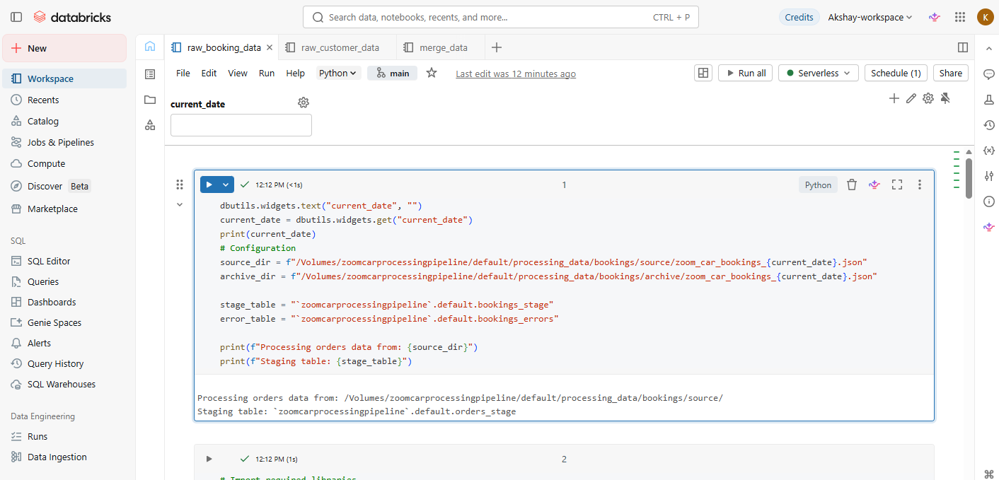 databricks
Search data, notebooks, recents, and more...
CTRL + P
Credits
Akshay-workspace
K
New
Workspace
Recents
Catalog
Jobs & Pipelines
Compute
Discover Beta
Marketplace
SQL
SQL Editor
Queries
Dashboards
Genie Spaces
Alerts
Query History
SQL Warehouses
Data Engineering
Runs
Data Ingestion
raw_booking_data
raw_customer_data
merge_data
File Edit View Run Help Python main Last edit was 12 minutes ago
Run all Serverless Schedule (1) Share
current_date
12:12 PM (<1s)
1
Python
dbutils.widgets.text("current_date", "")
current_date = dbutils.widgets.get("current_date")
print(current_date)
# Configuration
source_dir = f"/Volumes/zoomcarprocessingpipeline/default/processing_data/bookings/source/zoom_car_bookings_{current_date}.json"
archive_dir = f"/Volumes/zoomcarprocessingpipeline/default/processing_data/bookings/archive/zoom_car_bookings_{current_date}.json"
stage_table = "`zoomcarprocessingpipeline`.default.bookings_stage"
error_table = "`zoomcarprocessingpipeline`.default.bookings_errors"
print(f"Processing orders data from: {source_dir}")
print(f"Staging table: {stage_table}")
Processing orders data from: /Volumes/zoomcarprocessingpipeline/default/processing_data/bookings/source/
Staging table: `zoomcarprocessingpipeline`.default.orders_stage
12:12 PM (1s)
2
# Import required libraries